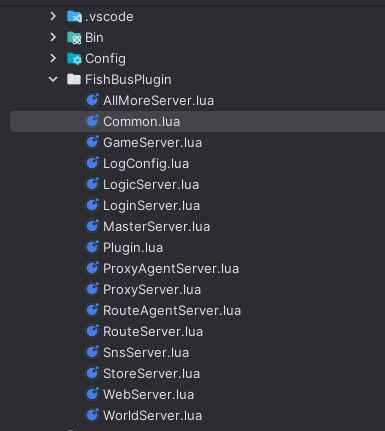 .vscode
Bin
Config
FishBusPlugin
AllMoreServer.lua
Common.lua
GameServer.lua
LogConfig.lua
LogicServer.lua
LoginServer.lua
MasterServer.lua
Plugin.lua
ProxyAgentServer.lua
ProxyServer.lua
RouteAgentServer.lua
RouteServer.lua
SnsServer.lua
StoreServer.lua
WebServer.lua
WorldServer.lua